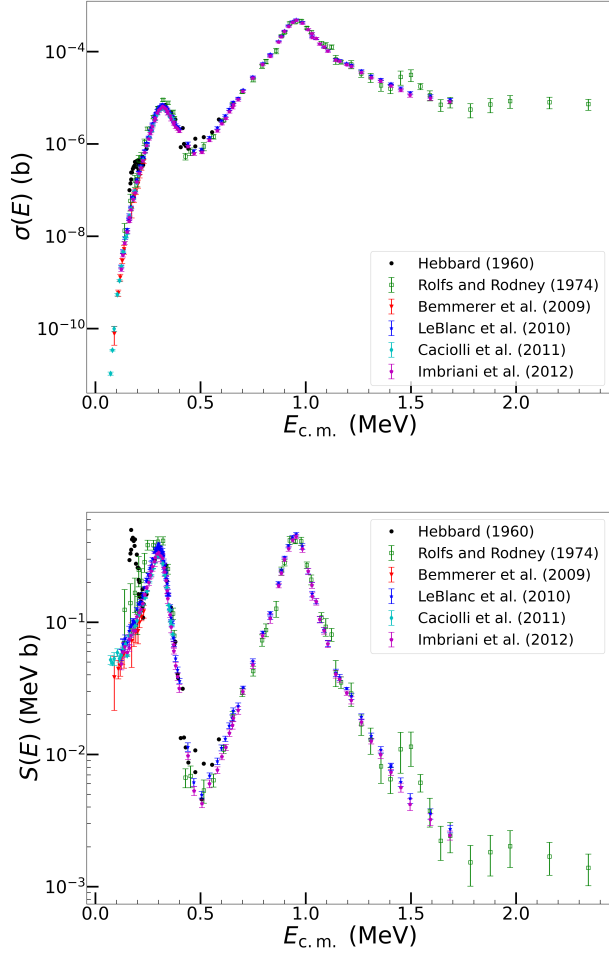 10⁻⁴
10⁻⁶
10⁻⁸
10⁻¹⁰
σ(E) (b)
Hebbard (1960)
Rolfs and Rodney (1974)
Bemmerer et al. (2009)
LeBlanc et al. (2010)
Caciolli et al. (2011)
Imbriani et al. (2012)
0.0 0.5 1.0 1.5 2.0
E_c.m. (MeV)
10⁻¹
10⁻²
10⁻³
S(E) (MeV b)
Hebbard (1960)
Rolfs and Rodney (1974)
Bemmerer et al. (2009)
LeBlanc et al. (2010)
Caciolli et al. (2011)
Imbriani et al. (2012)
0.0 0.5 1.0 1.5 2.0
E_c.m. (MeV)